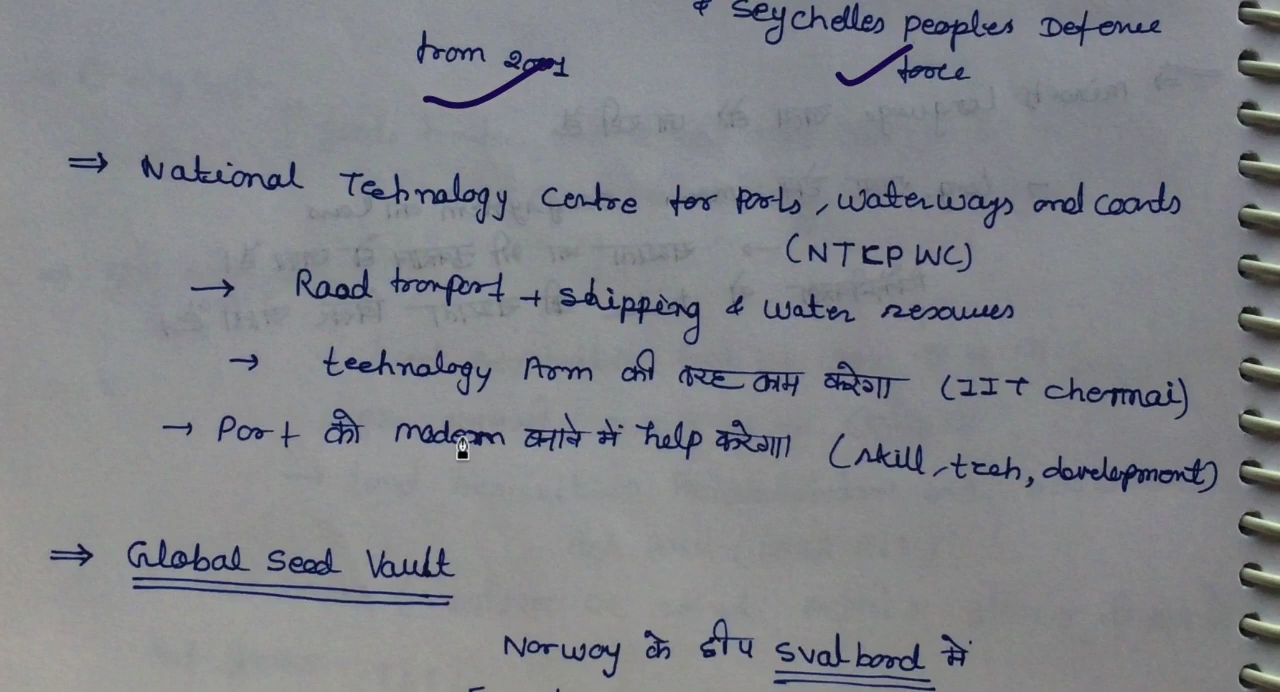 & Seychelles peoples Defence
from 2001 force
⇒ National Technology Centre for Ports, waterways and coasts
(NTCPWC)
→ Road tranport + shipping & water resources
→ technology Arm की तरह काम करेगा (IIT chennai)
→ Port को modern बनाने में help करेगा। (skill, tech, development)
⇒ Global Seed Vault
Norway के द्वीप svalbard में